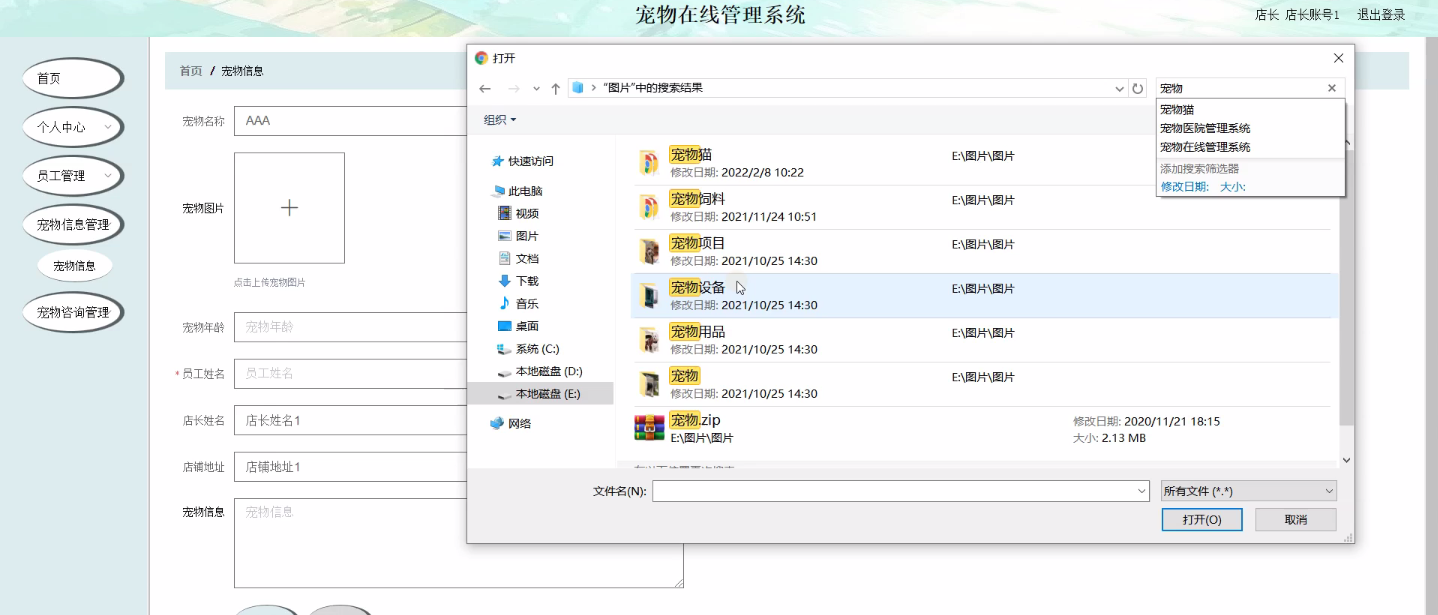 宠物在线管理系统
店长 店长账号1 退出登录
首页
个人中心
员工管理
宠物信息管理
宠物信息
宠物咨询管理
首页 / 宠物信息
宠物名称 AAA
宠物图片
点击上传宠物图片
宠物年龄 宠物年龄
* 员工姓名 员工姓名
店长姓名 店长姓名1
店铺地址 店铺地址1
宠物信息 宠物信息
打开
"图片"中的搜索结果
宠物
宠物猫
宠物医院管理系统
宠物在线管理系统
添加搜索筛选器
修改日期: 大小:
组织
快速访问
此电脑
视频
图片
文档
下载
音乐
桌面
系统 (C:)
本地磁盘 (D:)
本地磁盘 (E:)
网络
宠物猫 E:\图片\图片
修改日期: 2022/2/8 10:22
宠物饲料 E:\图片\图片
修改日期: 2021/11/24 10:51
宠物项目 E:\图片\图片
修改日期: 2021/10/25 14:30
宠物设备 E:\图片\图片
修改日期: 2021/10/25 14:30
宠物用品 E:\图片\图片
修改日期: 2021/10/25 14:30
宠物 E:\图片\图片
修改日期: 2021/10/25 14:30
宠物.zip 修改日期: 2020/11/21 18:15
E:\图片\图片 大小: 2.13 MB
文件名(N): 所有文件 (*.*)
打开(O) 取消